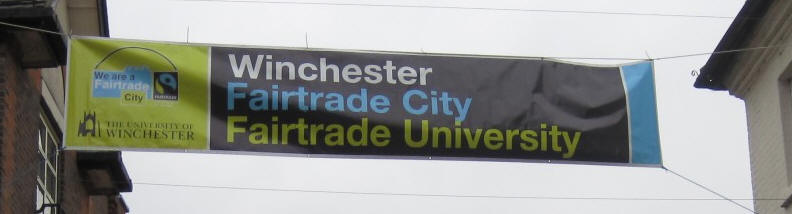 We are a
Fairtrade
City
FAIRTRADE
THE UNIVERSITY OF
WINCHESTER
Winchester
Fairtrade City
Fairtrade University